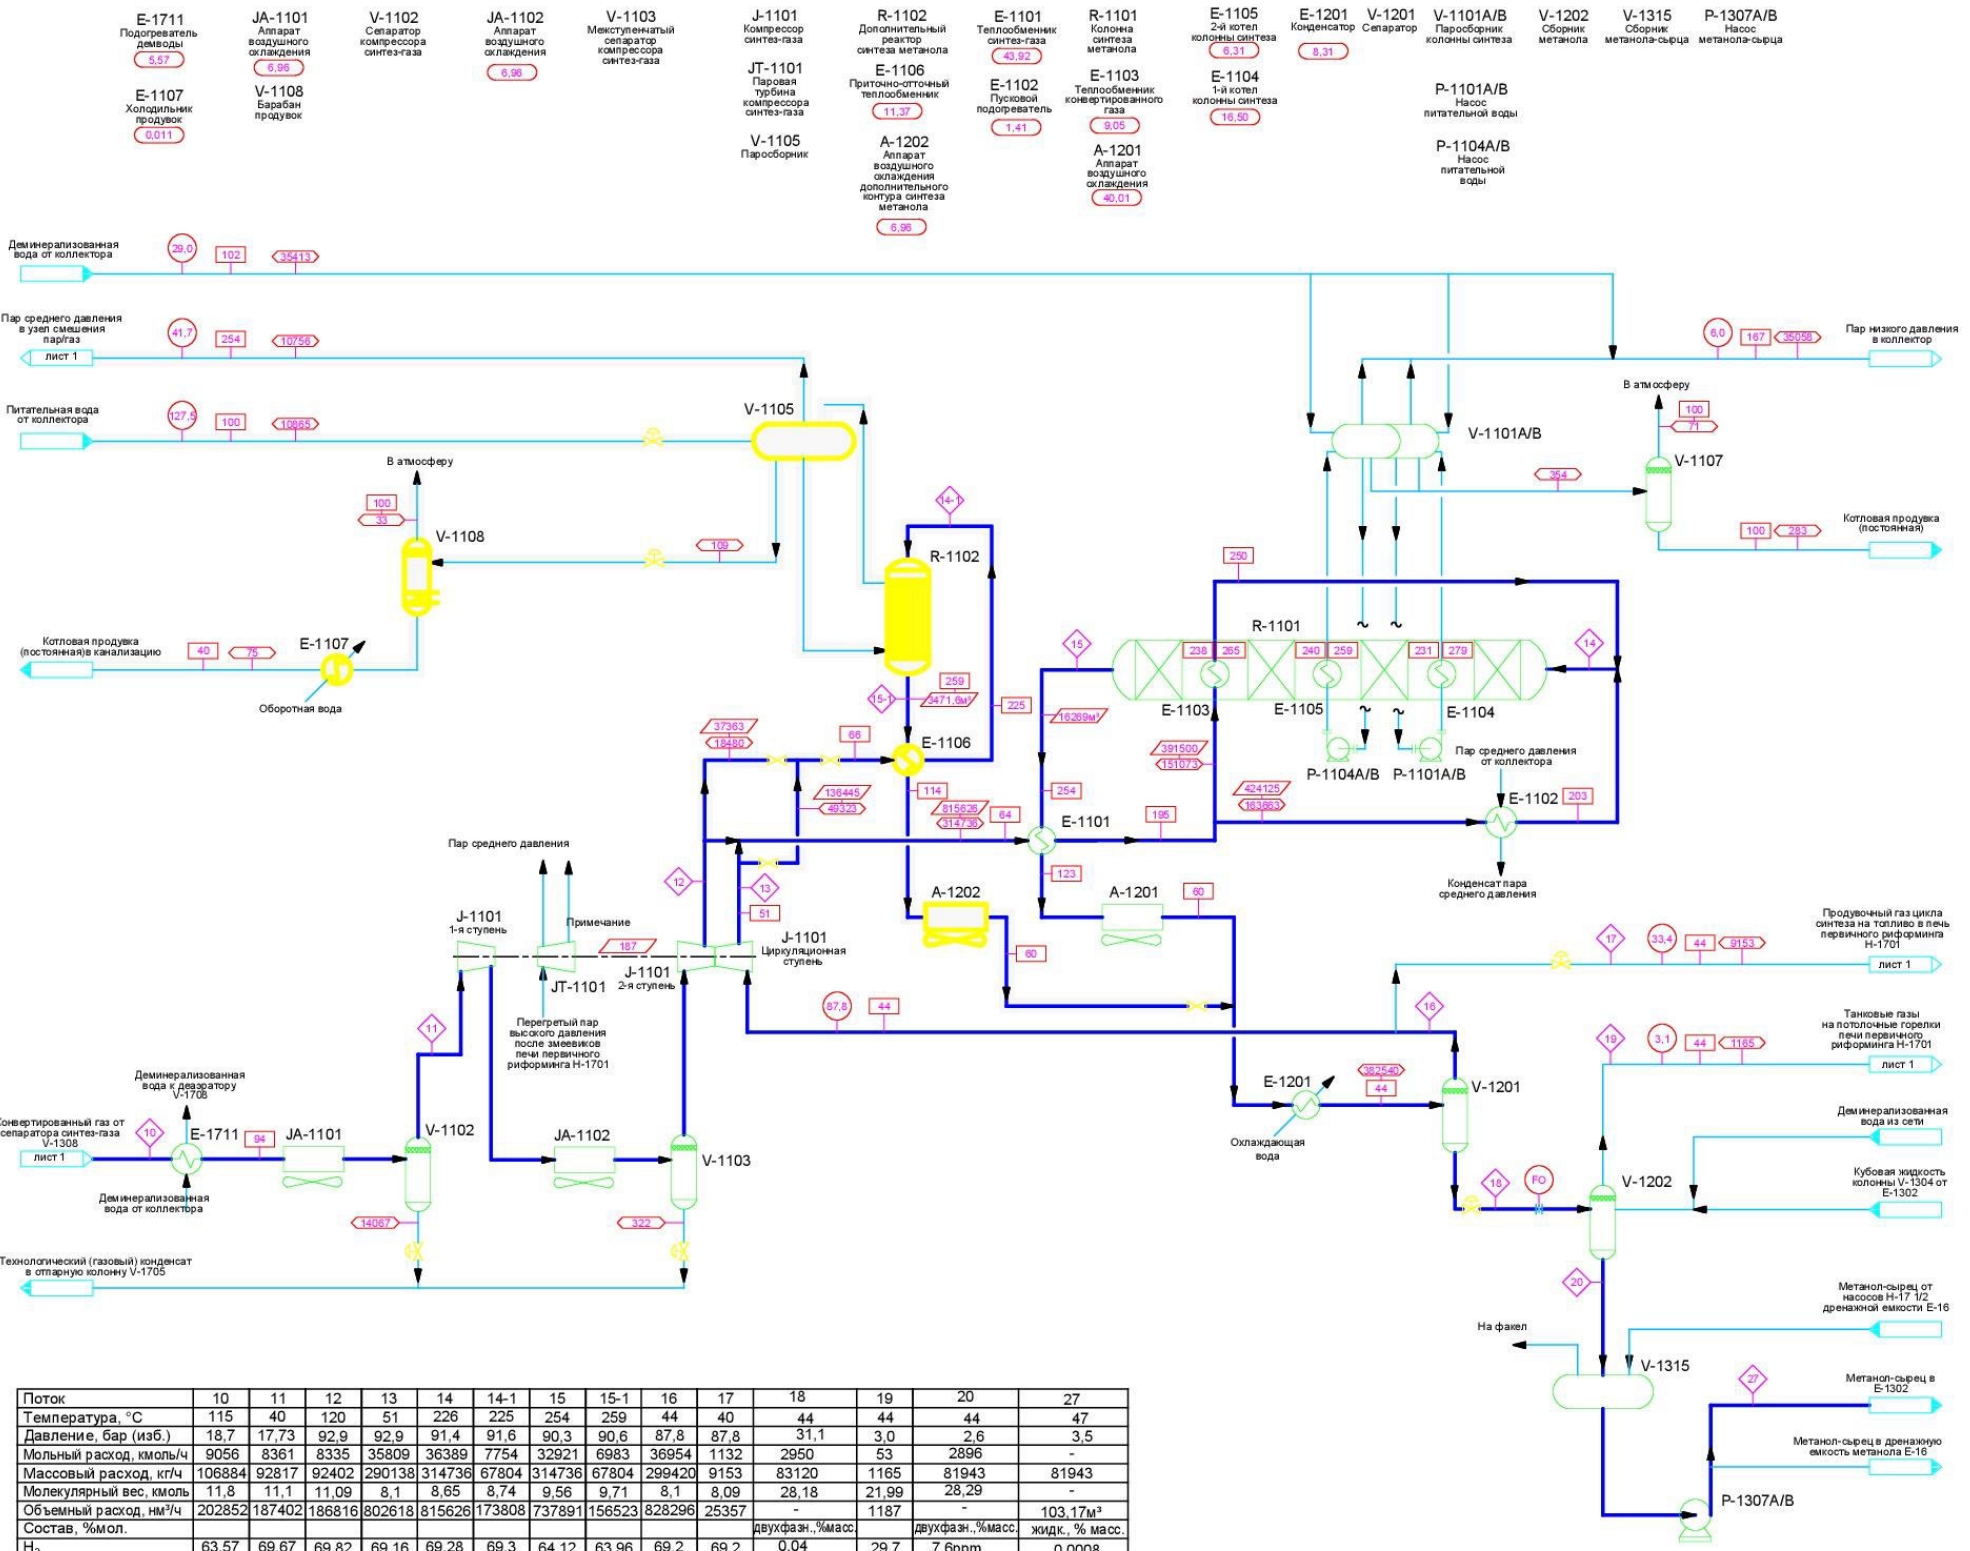 E-1711
Подогреватель
демводы
5,57
E-1107
Холодильник
продувок
0,011
JA-1101
Аппарат
воздушного
охлаждения
6,96
V-1108
Барабан
продувок
V-1102
Сепаратор
компрессора
синтез-газа
JA-1102
Аппарат
воздушного
охлаждения
6,96
V-1103
Межступенчатый
сепаратор
компрессора
синтез-газа
J-1101
Компрессор
синтез-газа
JT-1101
Паровая
турбина
компрессора
синтез-газа
V-1105
Паросборник
R-1102
Дополнительный
реактор
синтеза метанола
E-1106
Приточно-отточный
теплообменник
11,37
A-1202
Аппарат
воздушного
охлаждения
дополнительного
контура синтеза
метанола
6,96
E-1101
Теплообменник
синтез-газа
43,92
E-1102
Пусковой
подогреватель
1,41
R-1101
Колонна
синтеза
метанола
E-1103
Теплообменник
конвертированного
газа
9,05
A-1201
Аппарат
воздушного
охлаждения
40,01
E-1105
2-й котел
колонны синтеза
6,31
E-1104
1-й котел
колонны синтеза
16,50
E-1201
Конденсатор
8,31
V-1201
Сепаратор
V-1101A/B
Паросборник
колонны синтеза
P-1101A/B
Насос
питательной воды
P-1104A/B
Насос
питательной
воды
V-1202
Сборник
метанола
V-1315
Сборник
метанола-сырца
P-1307A/B
Насос
метанола-сырца
Деминерализованная
вода от коллектора
29,0
102
35413
Пар среднего давления
в узел смешения
пар/газ
лист 1
41,7
254
10756
6,0
167
35058
Пар низкого давления
в коллектор
Питательная вода
от коллектора
127,5
100
10865
V-1105
V-1101A/B
В атмосферу
100
71
V-1107
354
Котловая продувка
(постоянная)
100
283
В атмосферу
100
33
V-1108
109
14-1
R-1102
250
R-1101
15
14
238
265
240
259
231
279
E-1103
E-1105
E-1104
Котловая продувка
(постоянная)в канализацию
40
75
E-1107
Оборотная вода
15-1
259
3471,6м³
225
16269м³
37363
18480
66
E-1106
391500
151073
P-1104A/B
P-1101A/B
Пар среднего давления
от коллектора
136445
49323
114
815626
314736
64
254
E-1101
195
424125
163663
E-1102
203
Пар среднего давления
12
13
51
123
Конденсат пара
среднего давления
A-1202
A-1201
60
60
J-1101
1-я ступень
Примечание
187
J-1101
2-я ступень
J-1101
Циркуляционная
ступень
JT-1101
Перегретый пар
высокого давления
после змеевиков
печи первичного
риформинга Н-1701
Продувочный газ цикла
синтеза на топливо в печь
первичного риформинга
Н-1701
лист 1
17
33,4
44
9153
87,8
44
16
11
Танковые газы
на потолочные горелки
печи первичного
риформинга Н-1701
лист 1
19
3,1
44
1165
Деминерализованная
вода к деаэратору
V-1708
Конвертированный газ от
сепаратора синтез-газа
V-1308
лист 1
10
E-1711
94
JA-1101
V-1102
JA-1102
V-1103
Деминерализованная
вода от коллектора
14067
322
E-1201
382540
44
V-1201
Охлаждающая
вода
Деминерализованная
вода из сети
Кубовая жидкость
колонны V-1304 от
E-1302
18
FO
V-1202
Технологический (газовый) конденсат
в отпарную колонну V-1705
20
Метанол-сырец от
насосов Н-17 1/2
дренажной емкости Е-16
На факел
V-1315
27
Метанол-сырец в
Е-1302
Метанол-сырец в дренажную
емкость метанола Е-16
P-1307A/B
Поток 10 11 12 13 14 14-1 15 15-1 16 17 18 19 20 27
Температура, °С 115 40 120 51 226 225 254 259 44 40 44 44 44 47
Давление, бар (изб.) 18,7 17,73 92,9 92,9 91,4 91,6 90,3 90,6 87,8 87,8 31,1 3,0 2,6 3,5
Мольный расход, кмоль/ч 9056 8361 8335 35809 36389 7754 32921 6983 36954 1132 2950 53 2896 -
Массовый расход, кг/ч 106884 92817 92402 290138 314736 67804 314736 67804 299420 9153 83120 1165 81943 81943
Молекулярный вес, кмоль 11,8 11,1 11,09 8,1 8,65 8,74 9,56 9,71 8,1 8,09 28,18 21,99 28,29 -
Объемный расход, нм³/ч 202852 187402 186816 802618 815626 173808 737891 156523 828296 25357 - 1187 - 103,17м³
Состав, %мол. двухфазн.,%масс. двухфазн.,%масс. жидк., % масс.
H₂ 63,57 69,67 69,82 69,16 69,28 69,3 64,12 63,96 69,2 69,2 0,04 29,7 7,6ppm 0,0008